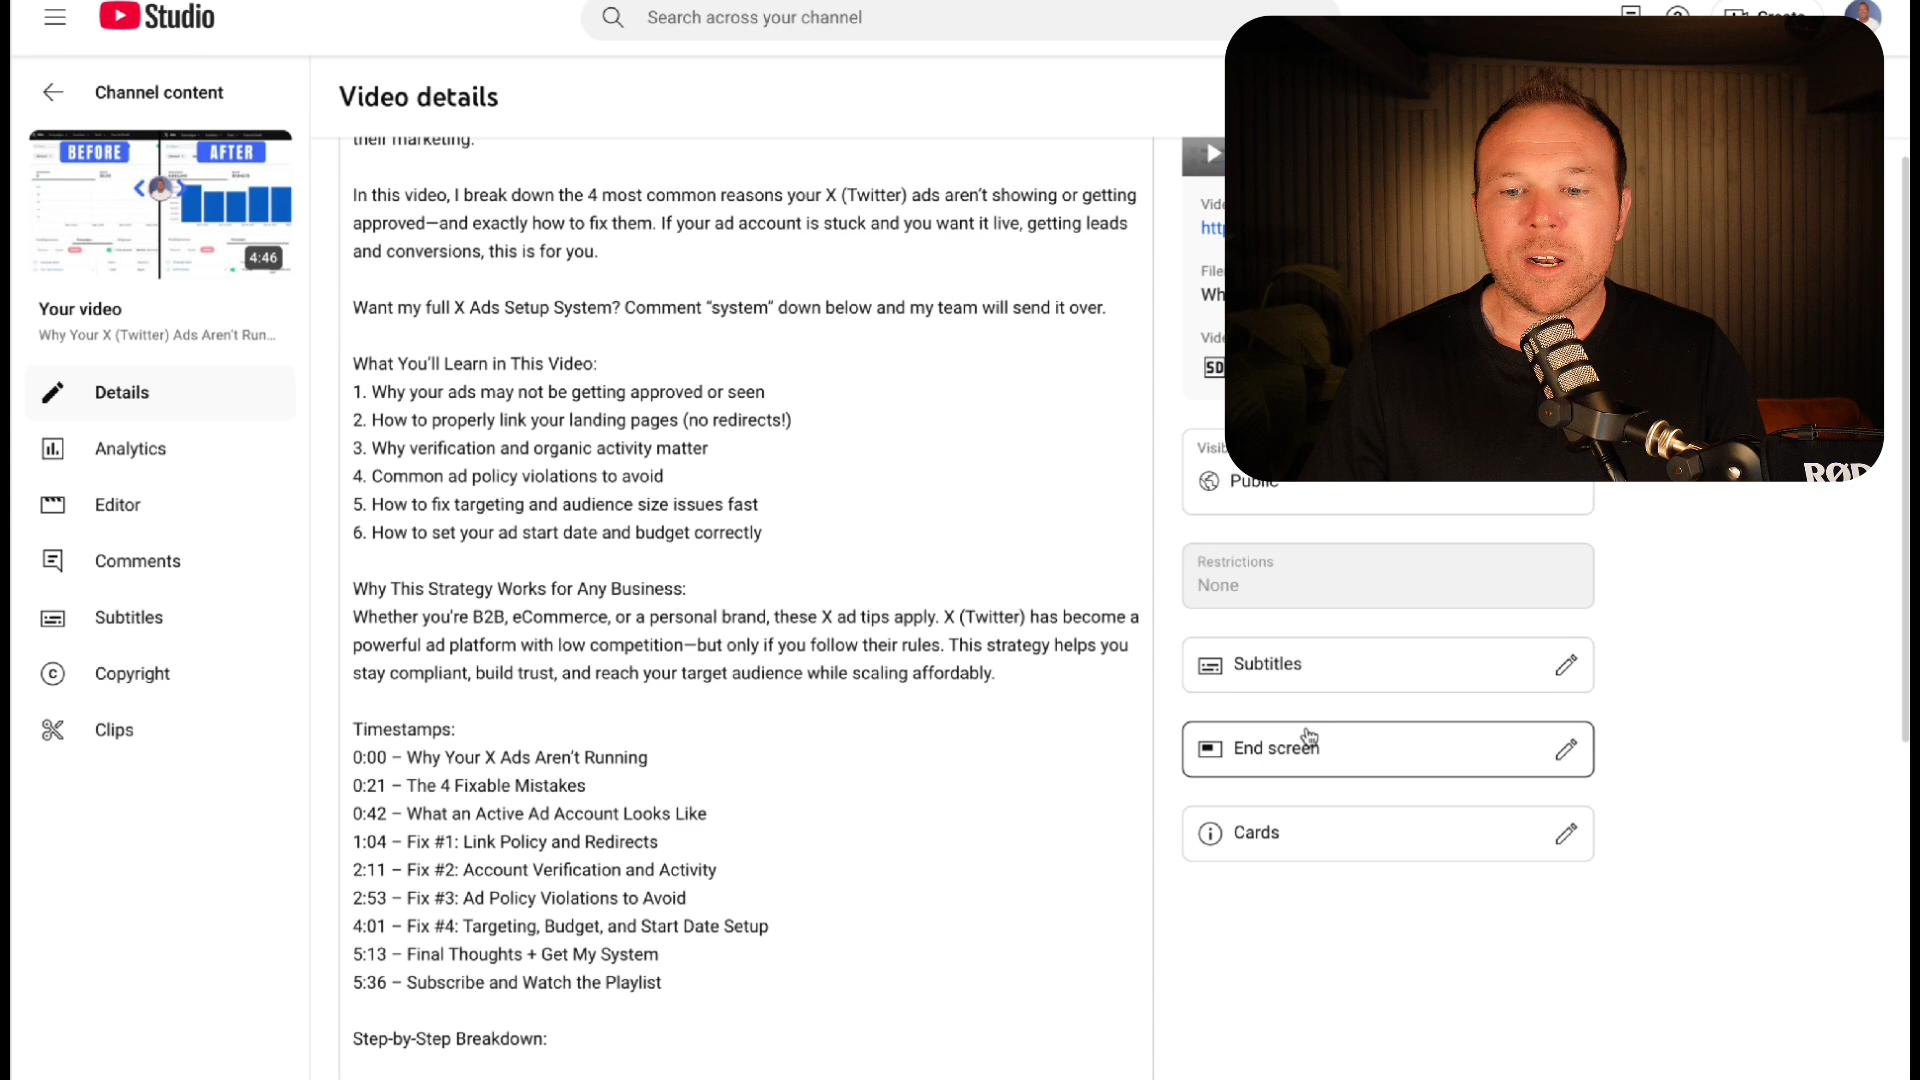 Studio
Search across your channel
Create
Channel content
BEFORE
AFTER
4:46
Your video
Why Your X (Twitter) Ads Aren't Run...
Details
Analytics
Editor
Comments
Subtitles
Copyright
Clips
Video details
their marketing.
In this video, I break down the 4 most common reasons your X (Twitter) ads aren't showing or getting
approved—and exactly how to fix them. If your ad account is stuck and you want it live, getting leads
and conversions, this is for you.
Want my full X Ads Setup System? Comment “system” down below and my team will send it over.
What You'll Learn in This Video:
1. Why your ads may not be getting approved or seen
2. How to properly link your landing pages (no redirects!)
3. Why verification and organic activity matter
4. Common ad policy violations to avoid
5. How to fix targeting and audience size issues fast
6. How to set your ad start date and budget correctly
Why This Strategy Works for Any Business:
Whether you're B2B, eCommerce, or a personal brand, these X ad tips apply. X (Twitter) has become a
powerful ad platform with low competition—but only if you follow their rules. This strategy helps you
stay compliant, build trust, and reach your target audience while scaling affordably.
Timestamps:
0:00 – Why Your X Ads Aren't Running
0:21 – The 4 Fixable Mistakes
0:42 – What an Active Ad Account Looks Like
1:04 – Fix #1: Link Policy and Redirects
2:11 – Fix #2: Account Verification and Activity
2:53 – Fix #3: Ad Policy Violations to Avoid
4:01 – Fix #4: Targeting, Budget, and Start Date Setup
5:13 – Final Thoughts + Get My System
5:36 – Subscribe and Watch the Playlist
Step-by-Step Breakdown:
Vide
http
File
Wh
Vide
SD
Visib
Public
Restrictions
None
Subtitles
End screen
Cards
RØDE